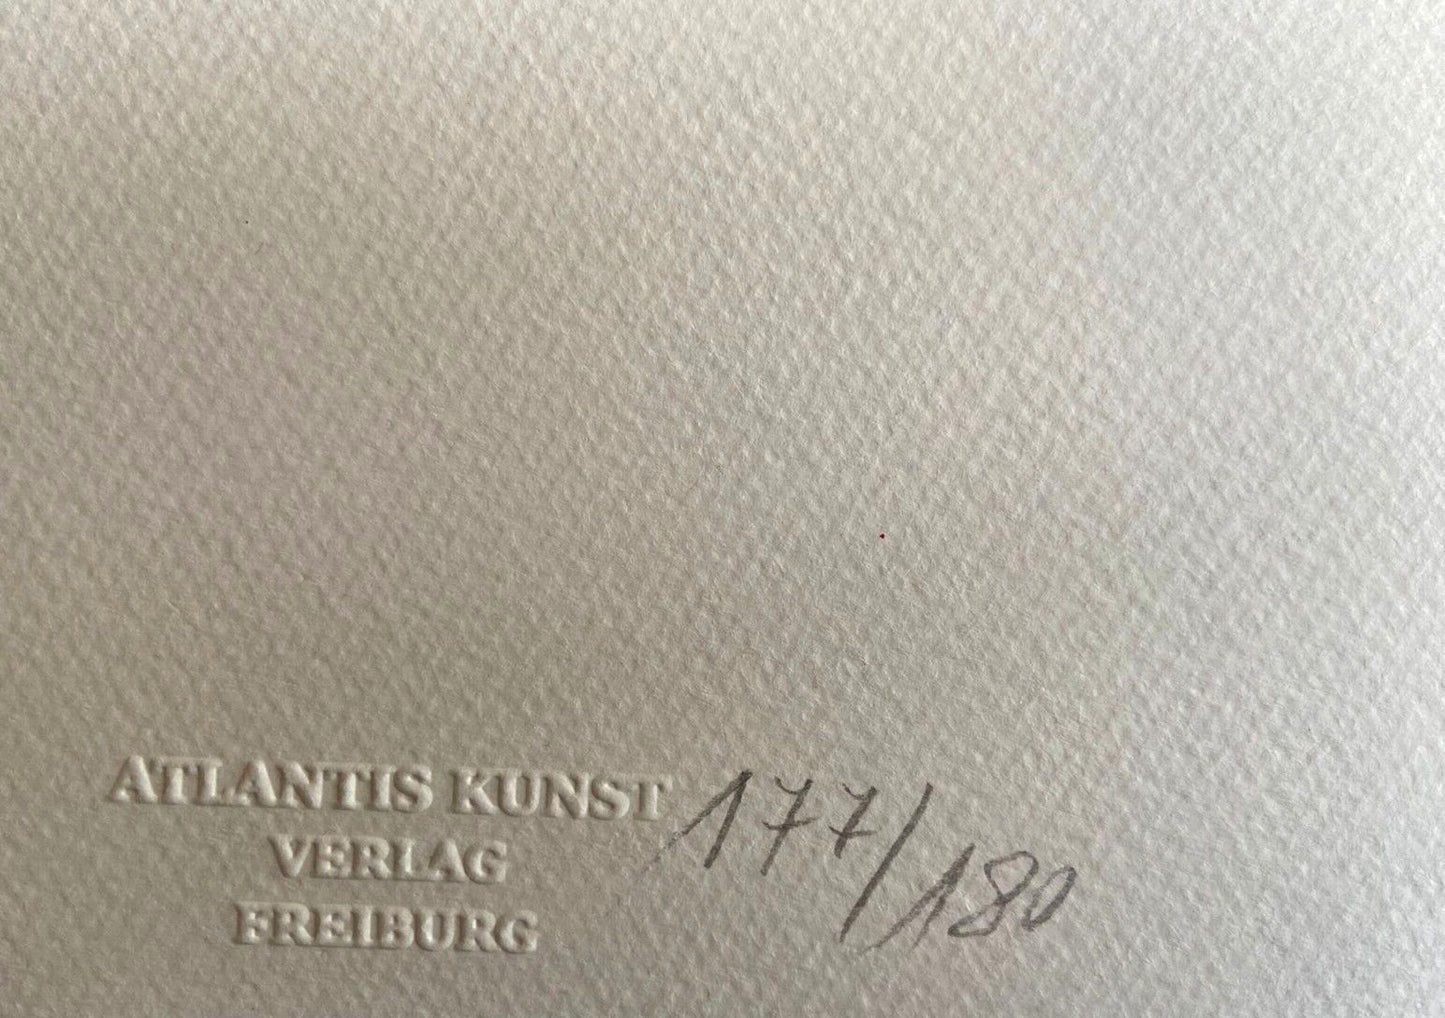 ATLANTIS KUNST
VERLAG
FREIBURG
177/180